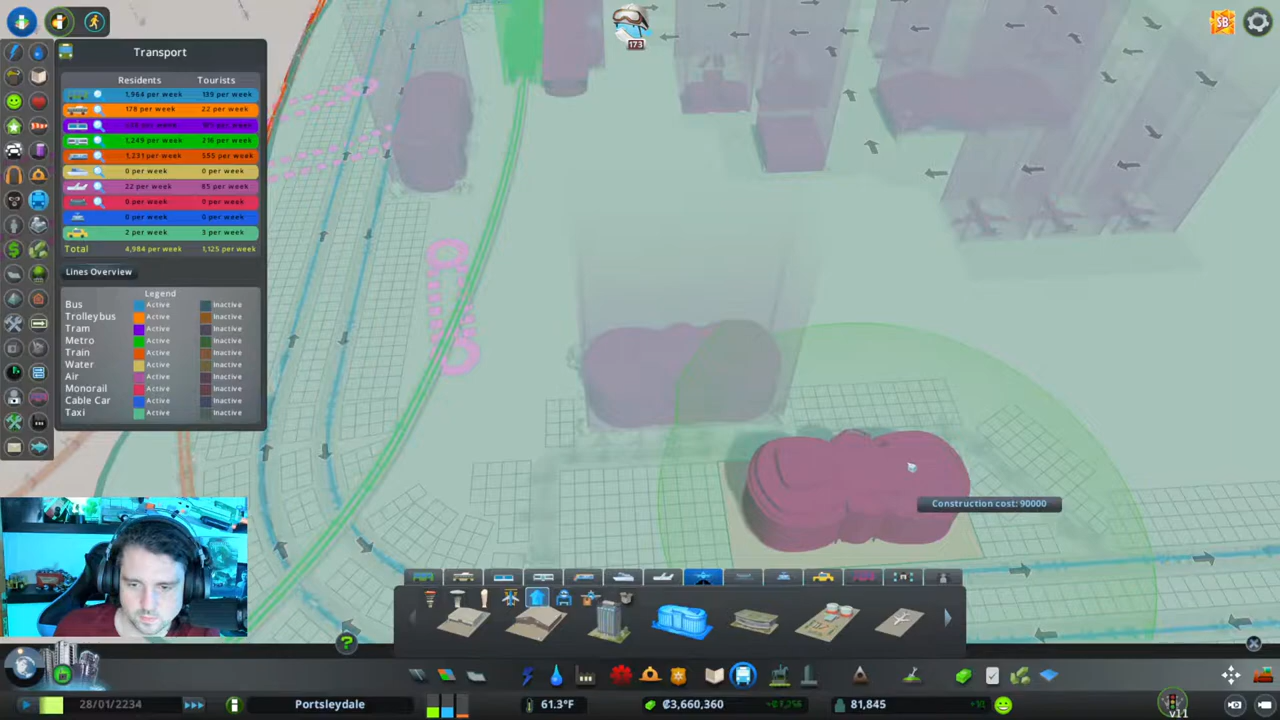 173
Transport
Residents Tourists
1,964 per week 139 per week
178 per week 22 per week
1,249 per week 216 per week
1,231 per week 555 per week
0 per week 0 per week
22 per week 85 per week
0 per week 0 per week
0 per week 0 per week
2 per week 3 per week
Total 4,984 per week 1,125 per week
Lines Overview
Legend
Bus Active Inactive
Trolleybus Active Inactive
Tram Active Inactive
Metro Active Inactive
Train Active Inactive
Water Active Inactive
Air Active Inactive
Monorail Active Inactive
Cable Car Active Inactive
Taxi Active Inactive
Construction cost: 90000
?
28/01/2234
Portsleydale
61.3°F
₡3,660,360
81,845
v11